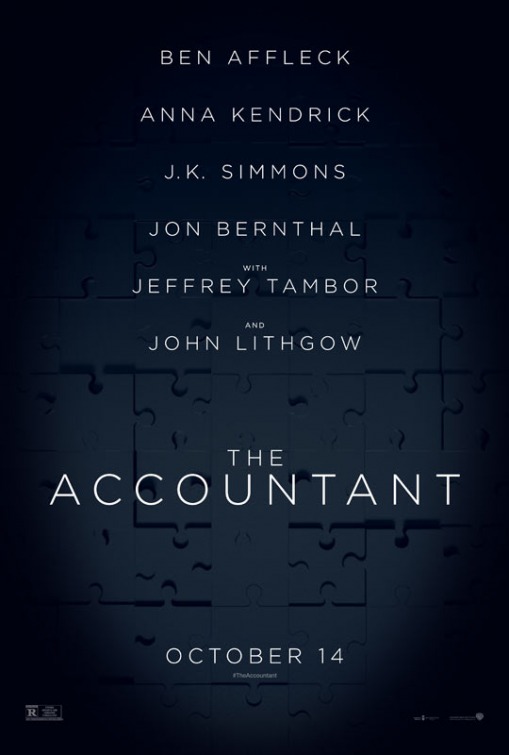 BEN AFFLECK
ANNA KENDRICK
J.K. SIMMONS
JON BERNTHAL
WITH
JEFFREY TAMBOR
AND
JOHN LITHGOW
THE
ACCOUNTANT
OCTOBER 14
#TheAccountant
R